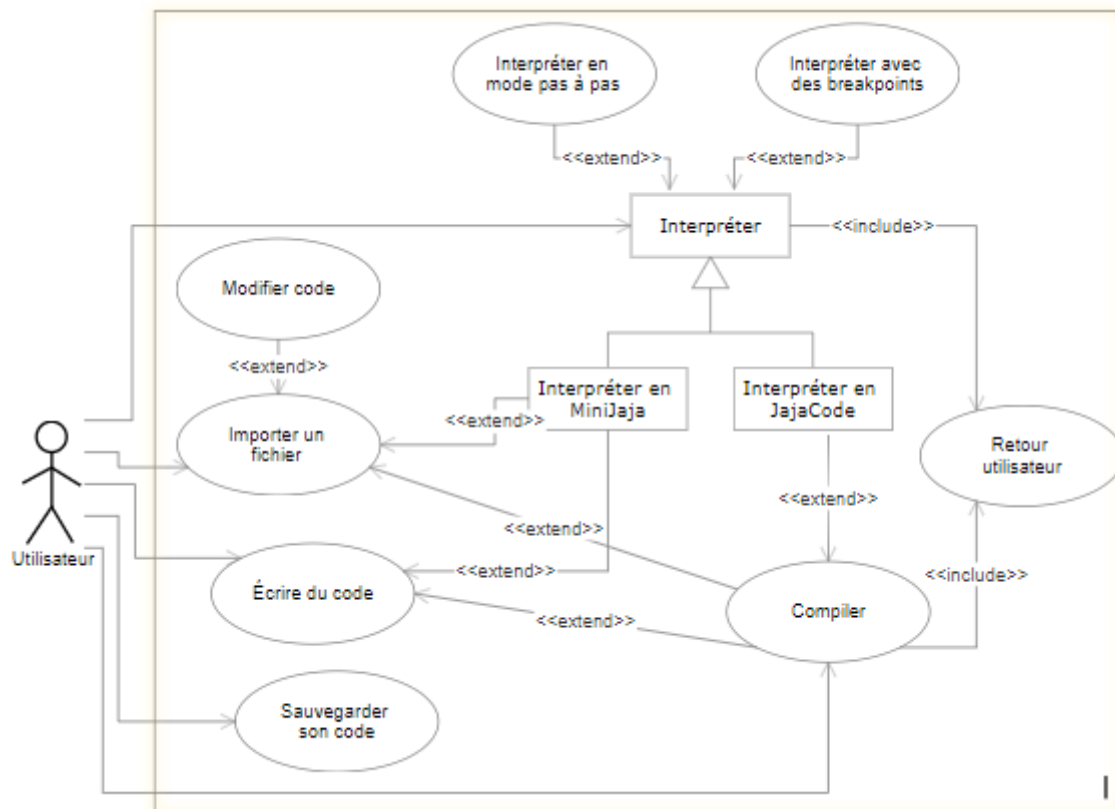 Interpréter en
mode pas à pas
Interpréter avec
des breakpoints
<<extend>>
<<extend>>
Interpréter
<<include>>
Modifier code
<<extend>>
Interpréter en
MiniJaja
Interpréter en
JajaCode
<<extend>>
Importer un
fichier
Retour
utilisateur
<<extend>>
<<extend>>
Utilisateur
<<extend>>
<<include>>
Écrire du code
Compiler
<<extend>>
Sauvegarder
son code